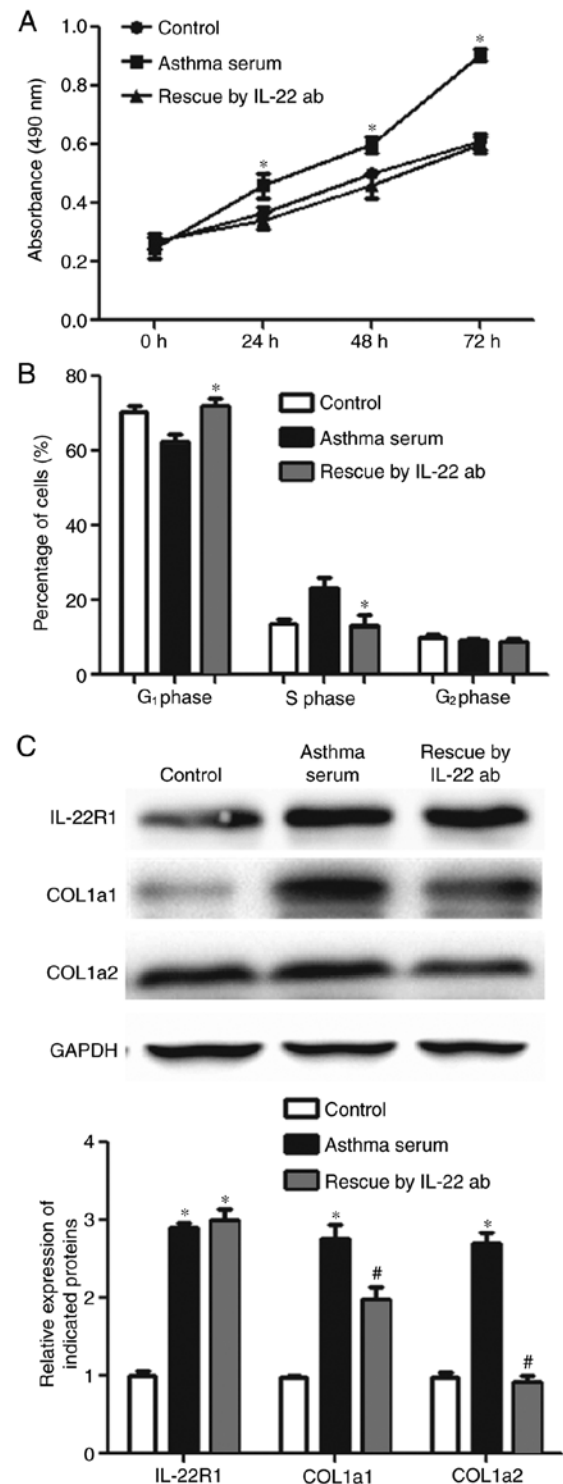 A
Control
Asthma serum
Rescue by IL-22 ab
Absorbance (490 nm)
1.0
0.8
0.6
0.4
0.2
0.0
*
*
*
0 h 24 h 48 h 72 h
B
Control
Asthma serum
Rescue by IL-22 ab
Percentage of cells (%)
80
60
40
20
0
*
*
G₁ phase S phase G₂ phase
C
Control Asthma serum Rescue by IL-22 ab
IL-22R1
COL1a1
COL1a2
GAPDH
Control
Asthma serum
Rescue by IL-22 ab
Relative expression of
indicated proteins
4
3
2
1
0
* * * # * #
IL-22R1 COL1a1 COL1a2